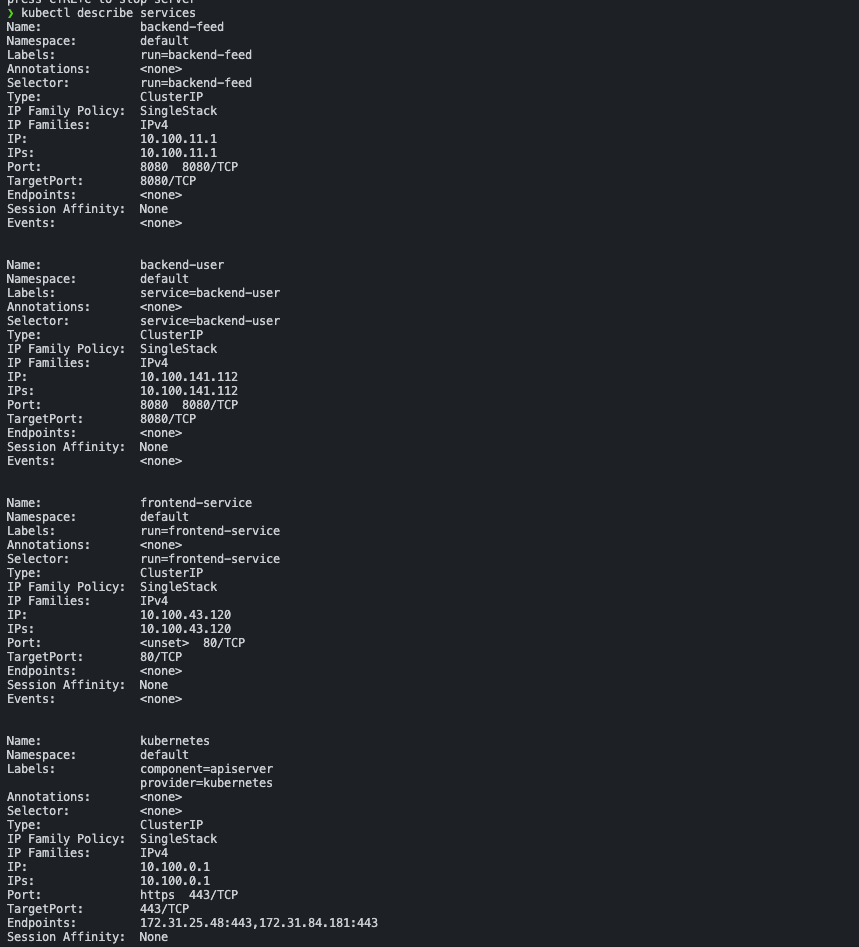 press CTRL+C to stop server
❯ kubectl describe services
Name:              backend-feed
Namespace:         default
Labels:            run=backend-feed
Annotations:       <none>
Selector:          run=backend-feed
Type:              ClusterIP
IP Family Policy:  SingleStack
IP Families:       IPv4
IP:                10.100.11.1
IPs:               10.100.11.1
Port:              8080  8080/TCP
TargetPort:        8080/TCP
Endpoints:         <none>
Session Affinity:  None
Events:            <none>
Name:              backend-user
Namespace:         default
Labels:            service=backend-user
Annotations:       <none>
Selector:          service=backend-user
Type:              ClusterIP
IP Family Policy:  SingleStack
IP Families:       IPv4
IP:                10.100.141.112
IPs:               10.100.141.112
Port:              8080  8080/TCP
TargetPort:        8080/TCP
Endpoints:         <none>
Session Affinity:  None
Events:            <none>
Name:              frontend-service
Namespace:         default
Labels:            run=frontend-service
Annotations:       <none>
Selector:          run=frontend-service
Type:              ClusterIP
IP Family Policy:  SingleStack
IP Families:       IPv4
IP:                10.100.43.120
IPs:               10.100.43.120
Port:              <unset>  80/TCP
TargetPort:        80/TCP
Endpoints:         <none>
Session Affinity:  None
Events:            <none>
Name:              kubernetes
Namespace:         default
Labels:            component=apiserver
                   provider=kubernetes
Annotations:       <none>
Selector:          <none>
Type:              ClusterIP
IP Family Policy:  SingleStack
IP Families:       IPv4
IP:                10.100.0.1
IPs:               10.100.0.1
Port:              https  443/TCP
TargetPort:        443/TCP
Endpoints:         172.31.25.48:443,172.31.84.181:443
Session Affinity:  None